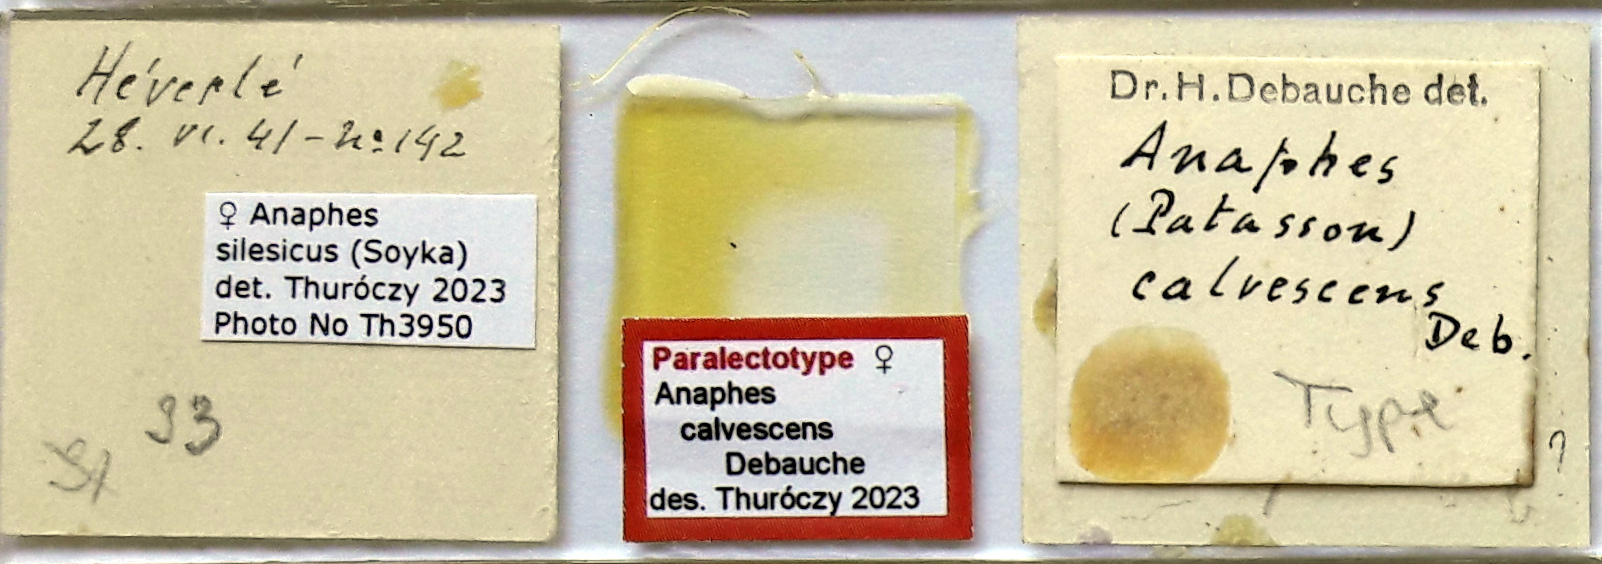 Héverlé
28. VI. 41 - No 142
♀ Anaphes
silesicus (Soyka)
det. Thuróczy 2023
Photo No Th3950
93
Paralectotype ♀
Anaphes
calvescens
Debauche
des. Thuróczy 2023
Dr. H. Debauche det.
Anaphes
(Patasson)
calvescens
Deb.
Type